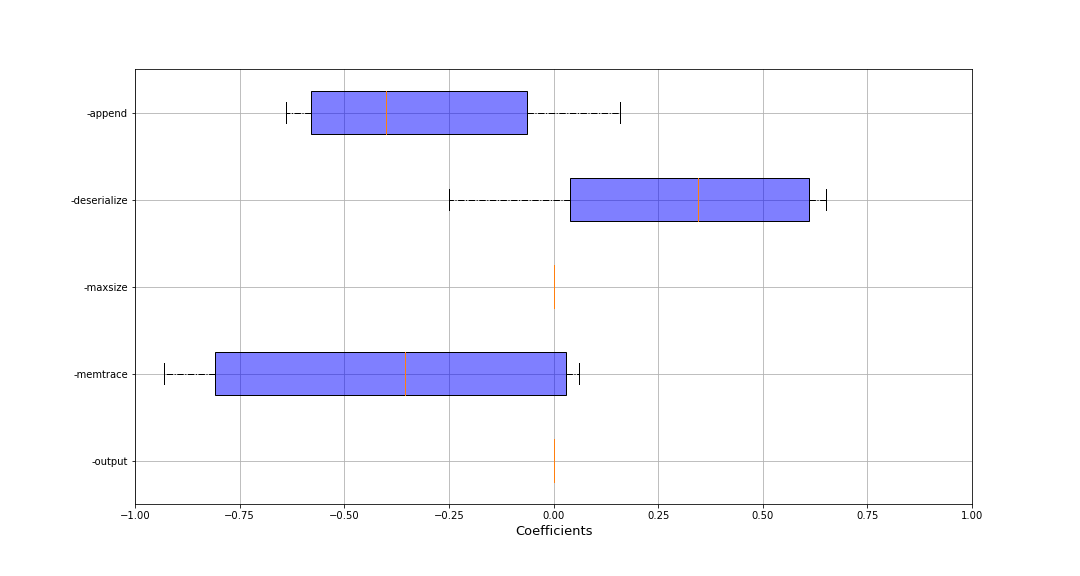 -append
-deserialize
-maxsize
-memtrace
-output
−1.00 −0.75 −0.50 −0.25 0.00 0.25 0.50 0.75 1.00
Coefficients